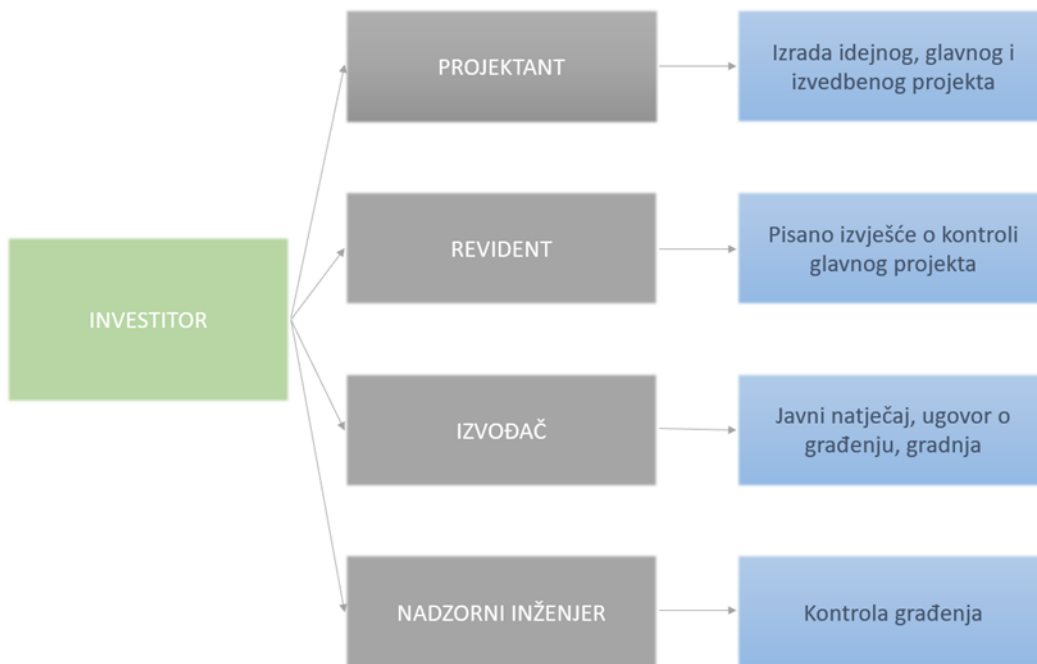 PROJEKTANT
Izrada idejnog, glavnog i
izvedbenog projekta
REVIDENT
Pisano izvješće o kontroli
glavnog projekta
INVESTITOR
IZVOĐAČ
Javni natječaj, ugovor o
građenju, gradnja
NADZORNI INŽENJER
Kontrola građenja